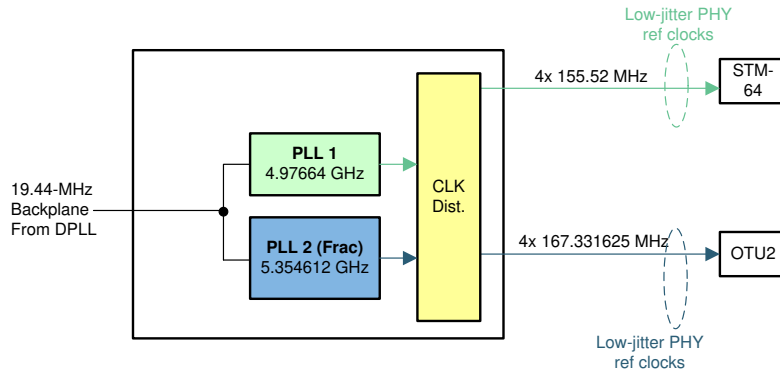 Low-jitter PHY
ref clocks
4x 155.52 MHz
STM-
64
PLL 1
4.97664 GHz
CLK
Dist.
19.44-MHz
Backplane
From DPLL
PLL 2 (Frac)
5.354612 GHz
4x 167.331625 MHz
OTU2
Low-jitter PHY
ref clocks